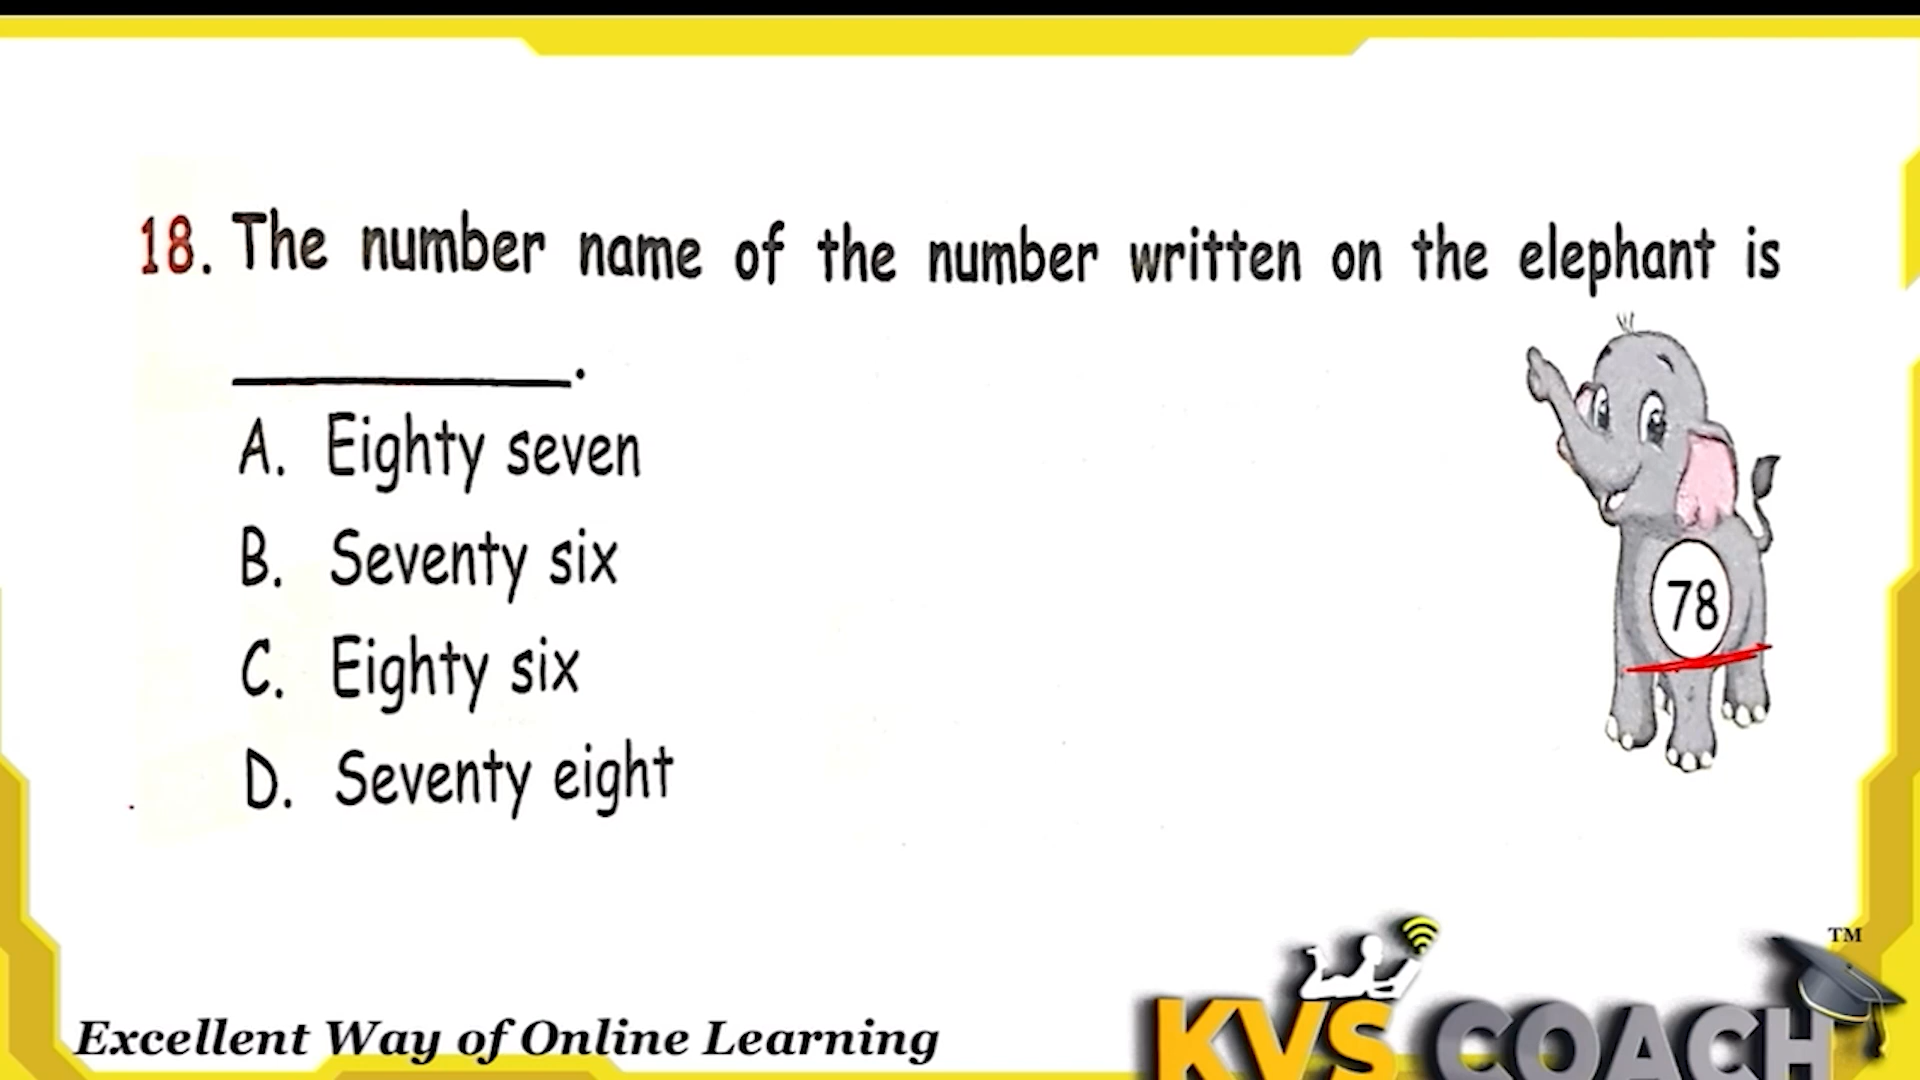 18. The number name of the number written on the elephant is
__________.
A. Eighty seven
B. Seventy six
C. Eighty six
D. Seventy eight
78
TM
Excellent Way of Online Learning
KVS COACH